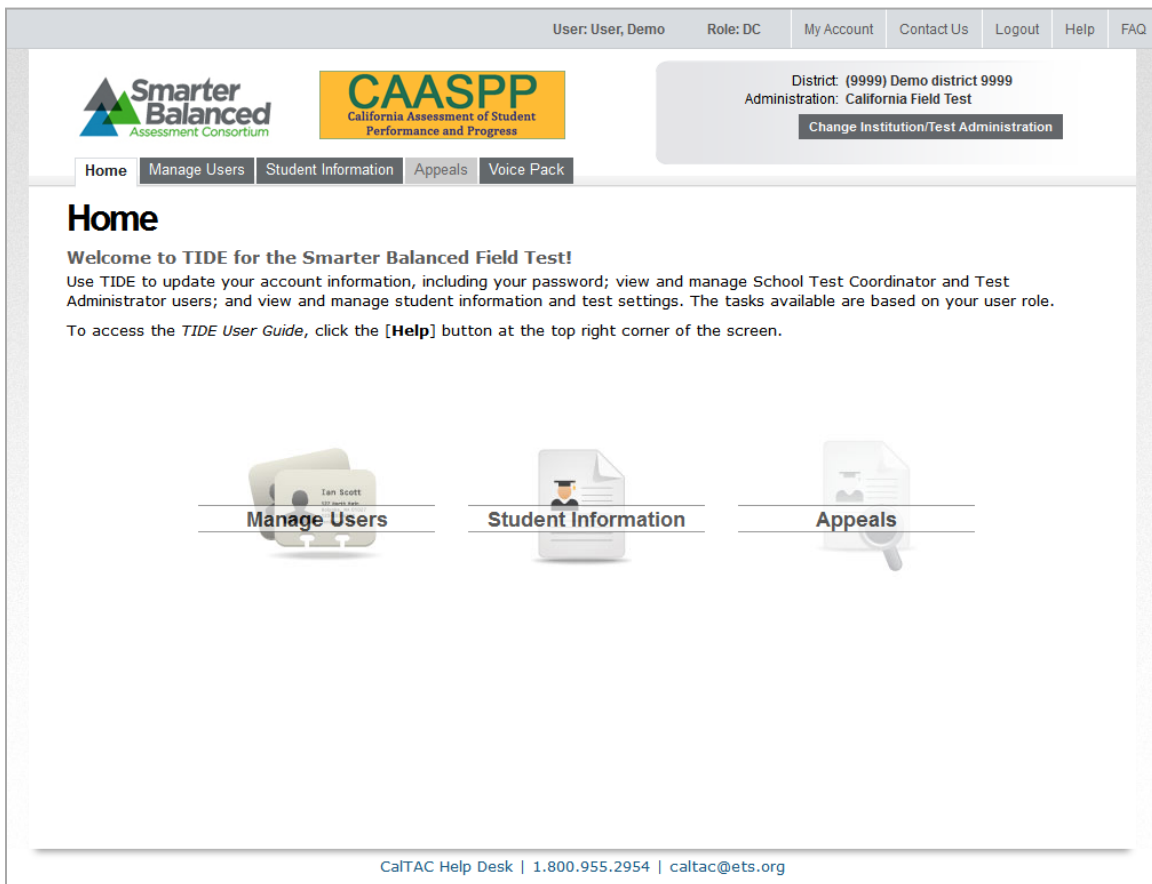 User: User, Demo Role: DC My Account Contact Us Logout Help FAQ
Smarter
Balanced
Assessment Consortium
CAASPP
California Assessment of Student
Performance and Progress
District: (9999) Demo district 9999
Administration: California Field Test
Change Institution/Test Administration
Home Manage Users Student Information Appeals Voice Pack
Home
Welcome to TIDE for the Smarter Balanced Field Test!
Use TIDE to update your account information, including your password; view and manage School Test Coordinator and Test
Administrator users; and view and manage student information and test settings. The tasks available are based on your user role.
To access the TIDE User Guide, click the [Help] button at the top right corner of the screen.
Ian Scott
Manage Users Student Information Appeals
CalTAC Help Desk | 1.800.955.2954 | caltac@ets.org